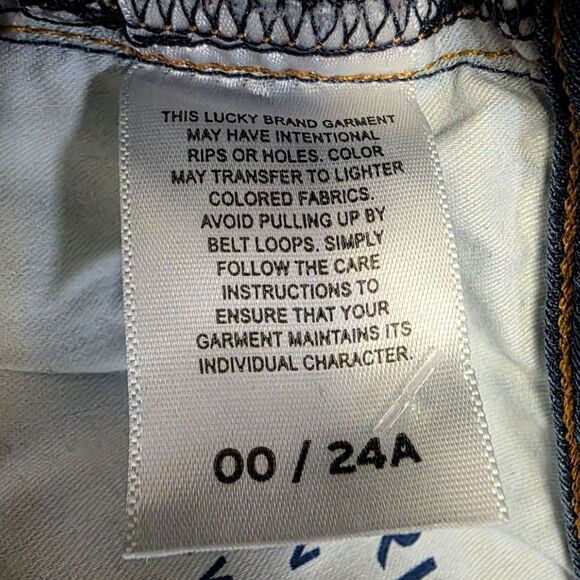 THIS LUCKY BRAND GARMENT
MAY HAVE INTENTIONAL
RIPS OR HOLES. COLOR
MAY TRANSFER TO LIGHTER
COLORED FABRICS.
AVOID PULLING UP BY
BELT LOOPS. SIMPLY
FOLLOW THE CARE
INSTRUCTIONS TO
ENSURE THAT YOUR
GARMENT MAINTAINS ITS
INDIVIDUAL CHARACTER.
00 / 24A